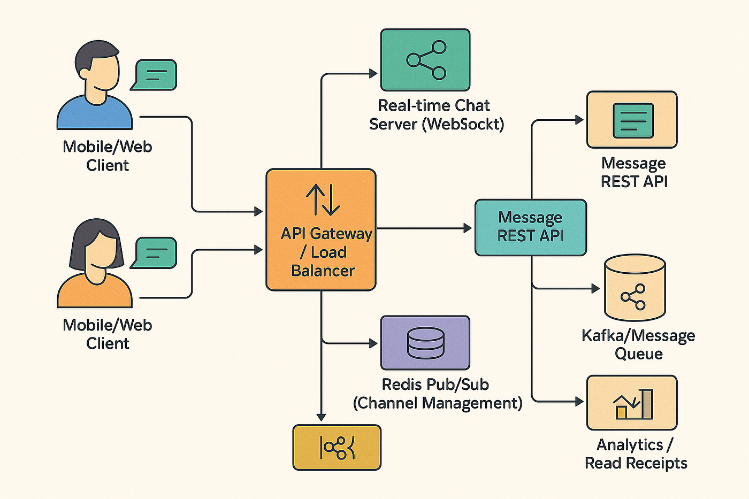 Mobile/Web
Client
Mobile/Web
Client
API Gateway
/ Load
Balancer
Real-time Chat
Server (WebSockt)
Redis Pub/Sub
(Channel Management)
Message
REST API
Message
REST API
Kafka/Message
Queue
Analytics /
Read Receipts